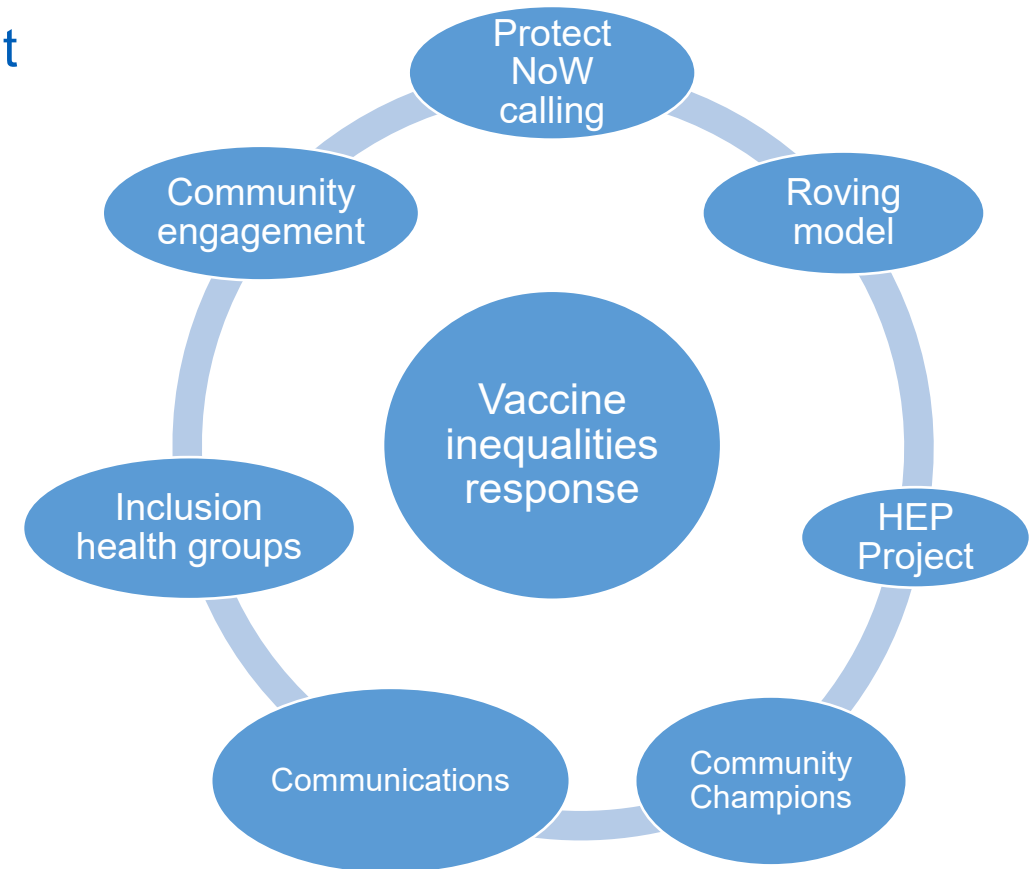 t
Protect
NoW
calling
Roving
model
HEP
Project
Community
Champions
Communications
Inclusion
health groups
Community
engagement
Vaccine
inequalities
response